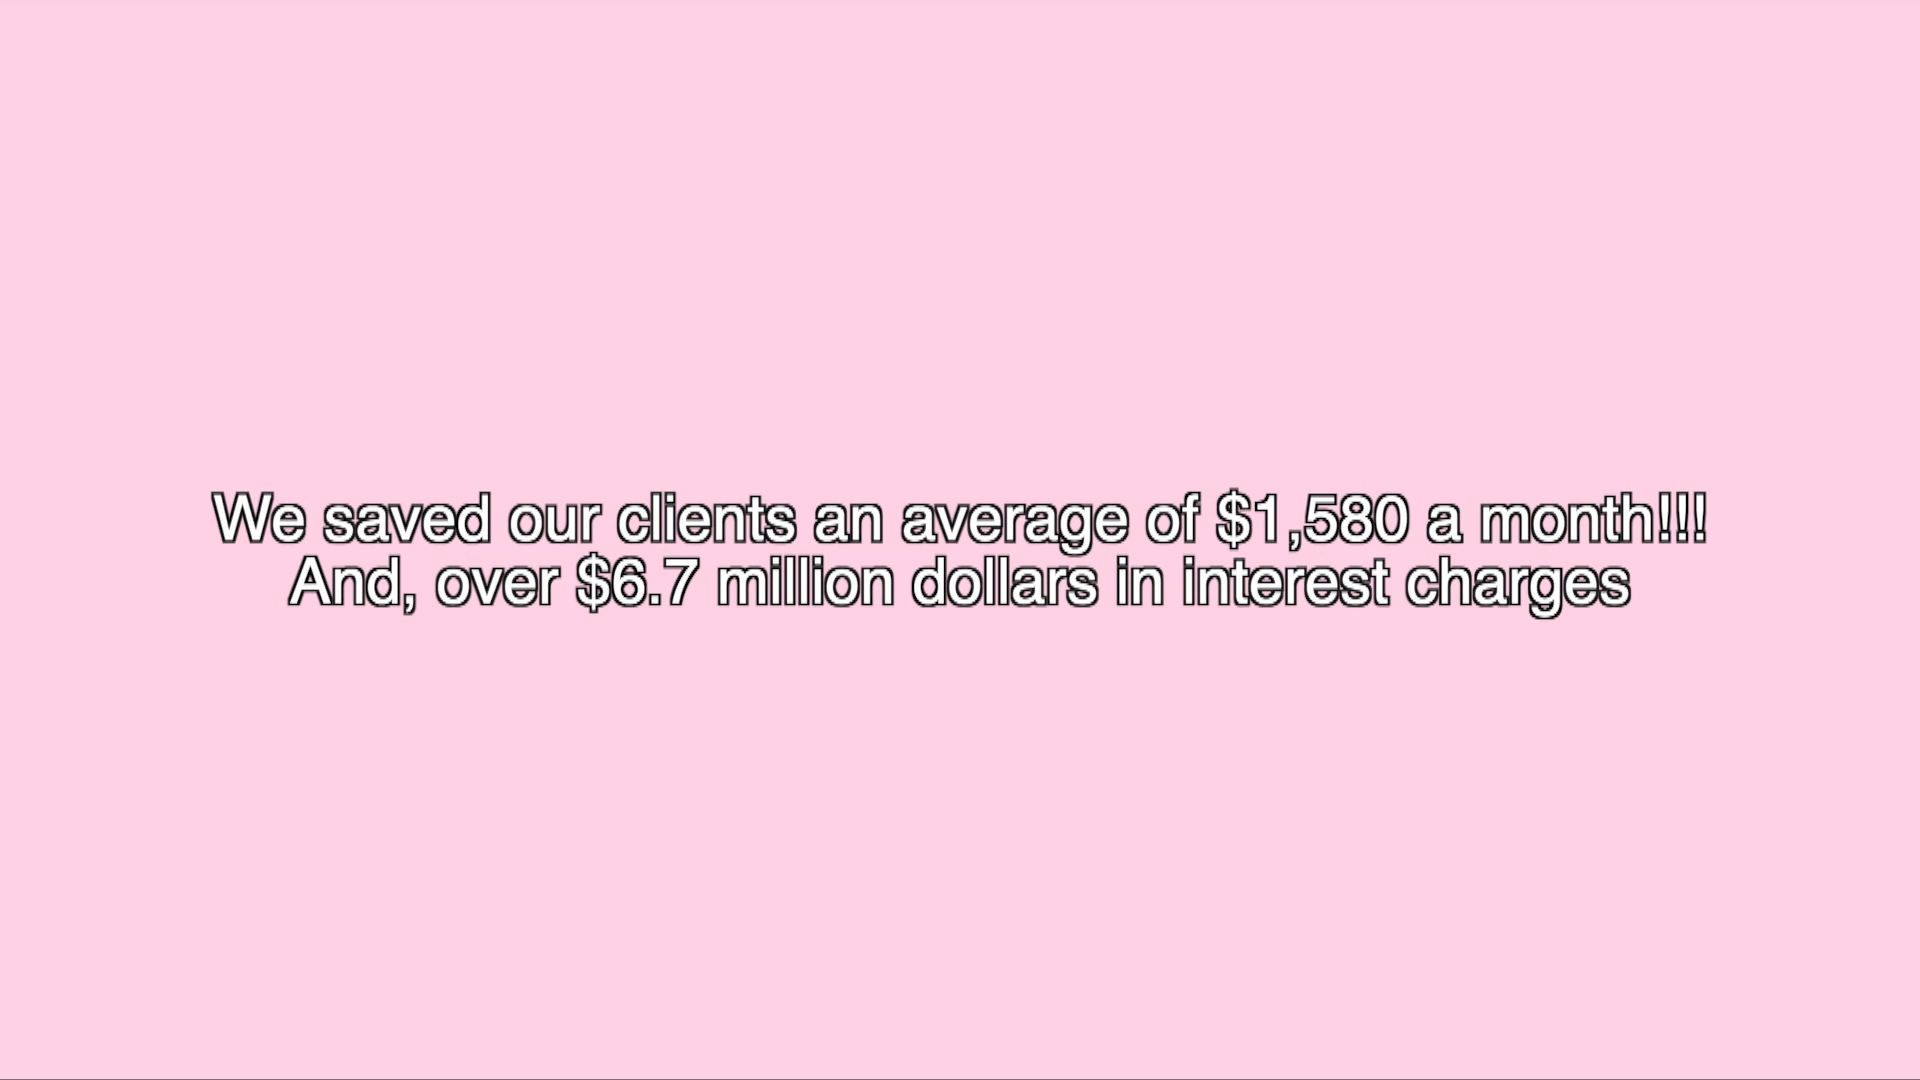 We saved our clients an average of $1,580 a month!!!
And, over $6.7 million dollars in interest charges